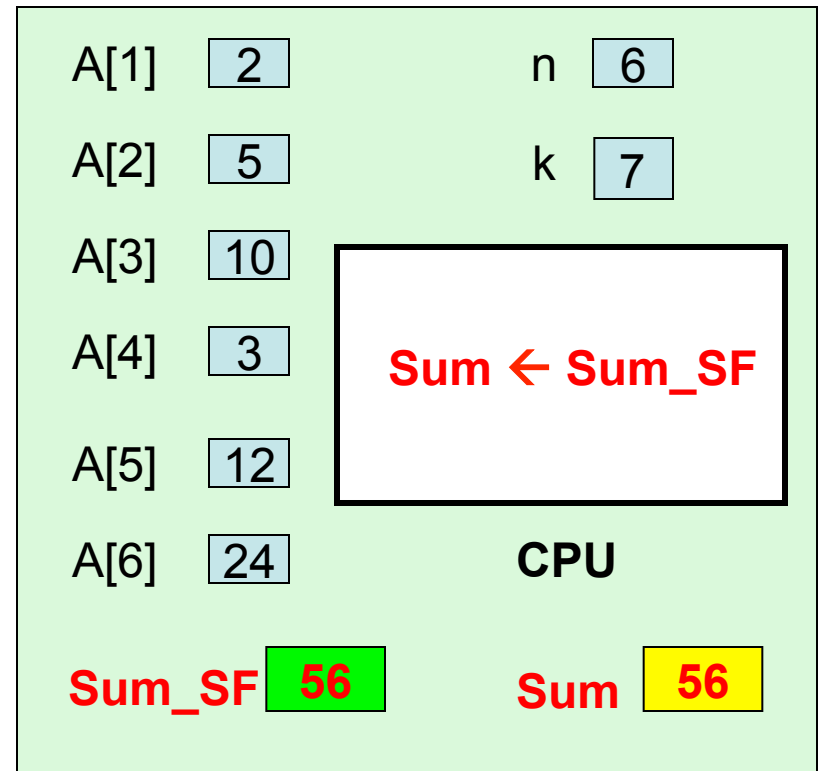 A[1] 2 n 6
A[2] 5 k 7
A[3] 10
A[4] 3 Sum ← Sum_SF
A[5] 12
A[6] 24 CPU
Sum_SF 56 Sum 56